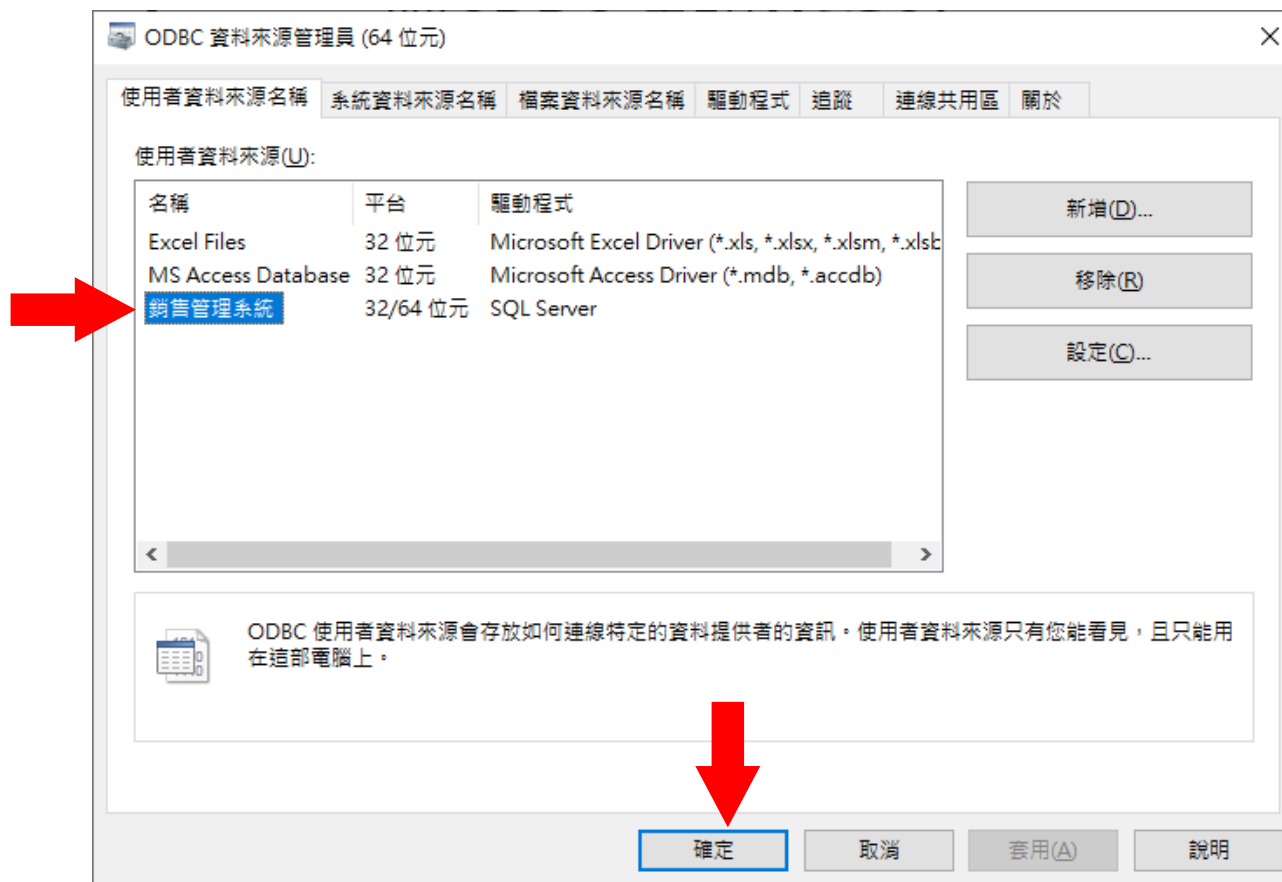 ODBC 資料來源管理員 (64 位元)
使用者資料來源名稱 系統資料來源名稱 檔案資料來源名稱 驅動程式 追蹤 連線共用區 關於
使用者資料來源(U):
名稱 平台 驅動程式
Excel Files 32 位元 Microsoft Excel Driver (*.xls, *.xlsx, *.xlsm, *.xlsb
MS Access Database 32 位元 Microsoft Access Driver (*.mdb, *.accdb)
銷售管理系統 32/64 位元 SQL Server
新增(D)...
移除(R)
設定(C)...
ODBC 使用者資料來源會存放如何連線特定的資料提供者的資訊。使用者資料來源只有您能看見，且只能用
在這部電腦上。
確定 取消 套用(A) 說明